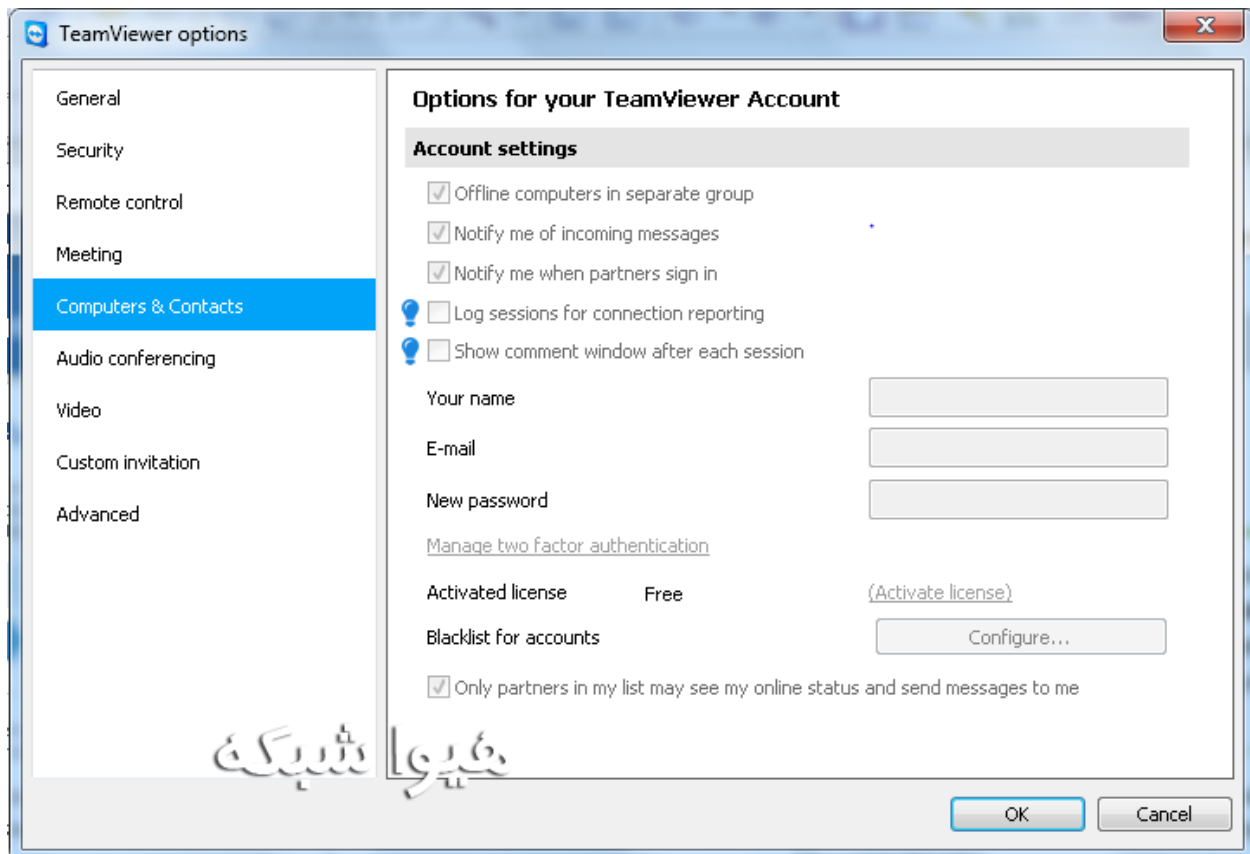 TeamViewer options
General
Security
Remote control
Meeting
Computers & Contacts
Audio conferencing
Video
Custom invitation
Advanced
Options for your TeamViewer Account
Account settings
Offline computers in separate group
Notify me of incoming messages
Notify me when partners sign in
Log sessions for connection reporting
Show comment window after each session
Your name
E-mail
New password
Manage two factor authentication
Activated license Free (Activate license)
Blacklist for accounts Configure...
Only partners in my list may see my online status and send messages to me
هیوا شبکه
OK Cancel